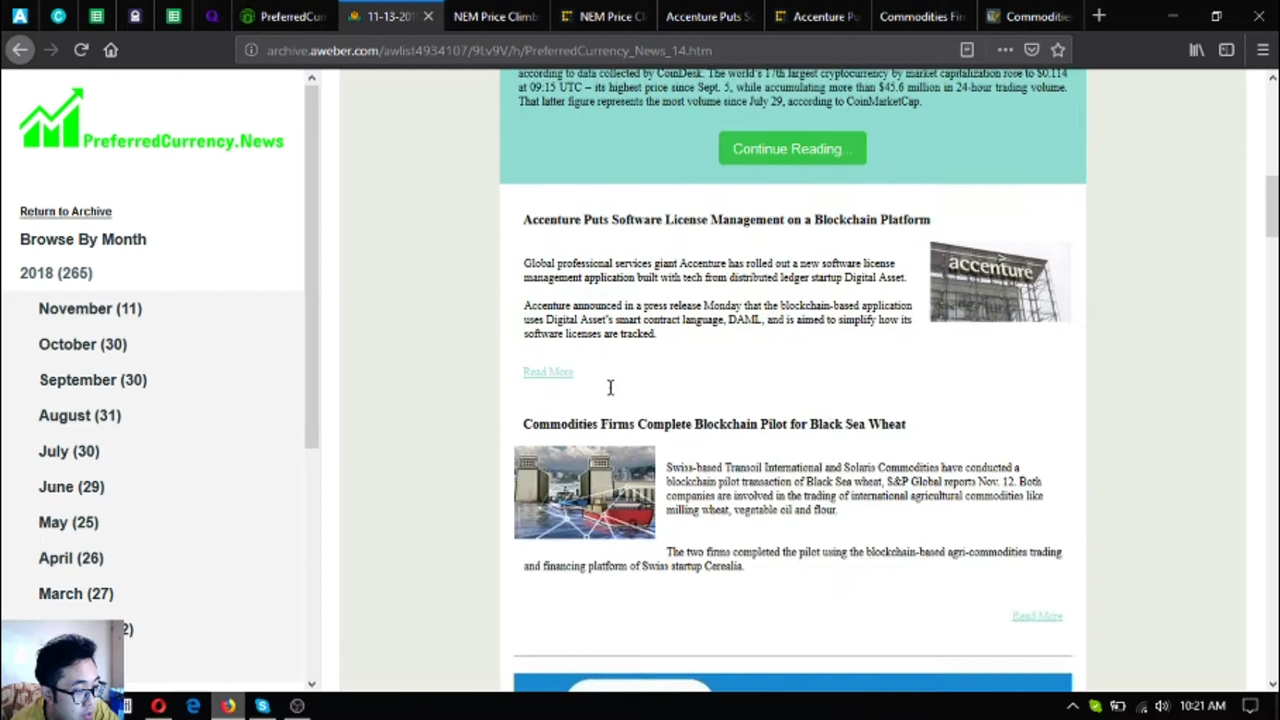 PreferredCur
11-13-201
NEM Price Climb
NEM Price C
Accenture Puts S
Accenture Pu
Commodities Fir
Commoditie
archive.aweber.com/awlist4934107/9Lv9V/h/PreferredCurrency_News_14.htm
PreferredCurrency.News
Return to Archive
Browse By Month
2018 (265)
November (11)
October (30)
September (30)
August (31)
July (30)
June (29)
May (25)
April (26)
March (27)
2)
according to data collected by CoinDesk. The world's 17th largest cryptocurrency by market capitalization rose to $0.114
at 09:15 UTC – its highest price since Sept. 5, while accumulating more than $45.6 million in 24-hour trading volume.
That latter figure represents the most volume since July 29, according to CoinMarketCap.
Continue Reading...
Accenture Puts Software License Management on a Blockchain Platform
Global professional services giant Accenture has rolled out a new software license
management application built with tech from distributed ledger startup Digital Asset.
Accenture announced in a press release Monday that the blockchain-based application
uses Digital Asset's smart contract language, DAML, and is aimed to simplify how its
software licenses are tracked.
accenture
Read More
Commodities Firms Complete Blockchain Pilot for Black Sea Wheat
Swiss-based Transoil International and Solaris Commodities have conducted a
blockchain pilot transaction of Black Sea wheat, S&P Global reports Nov. 12. Both
companies are involved in the trading of international agricultural commodities like
milling wheat, vegetable oil and flour.
The two firms completed the pilot using the blockchain-based agri-commodities trading
and financing platform of Swiss startup Cerealia.
Read More
10:21 AM